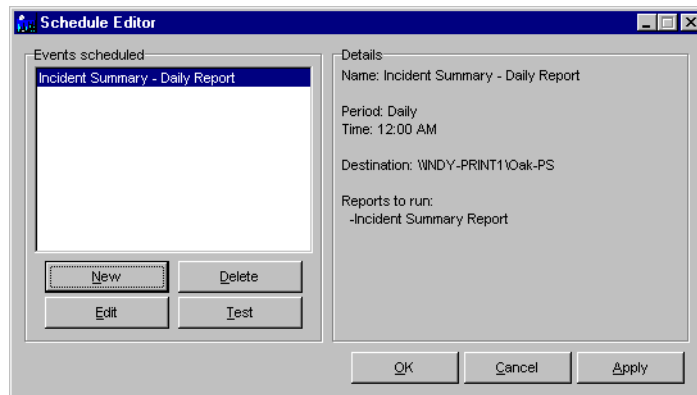 Schedule Editor
Events scheduled
Incident Summary - Daily Report
New
Delete
Edit
Test
Details
Name: Incident Summary - Daily Report
Period: Daily
Time: 12:00 AM
Destination: \\INDY-PRINT1\Oak-PS
Reports to run:
-Incident Summary Report
OK
Cancel
Apply